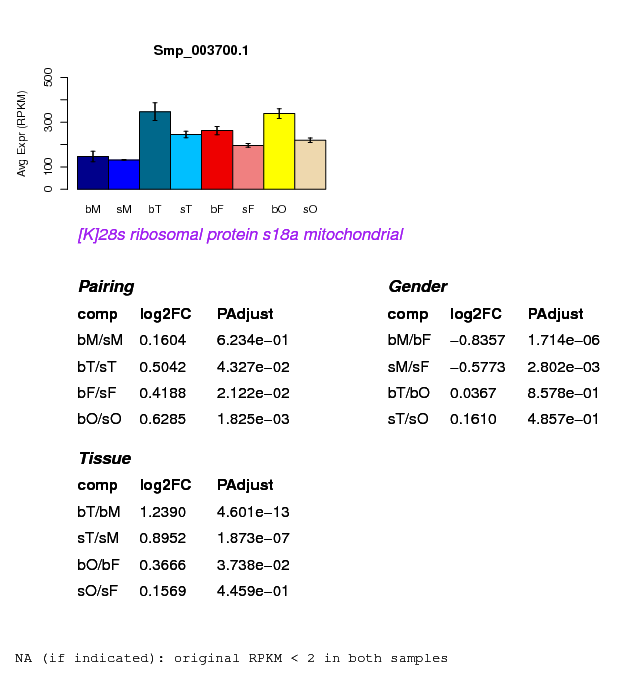 Smp_003700.1
Avg Expr (RPKM)
500
300
100
0
bM sM bT sT bF sF bO sO
[K]28s ribosomal protein s18a mitochondrial
Pairing
comp log2FC PAdjust
bM/sM 0.1604 6.234e−01
bT/sT 0.5042 4.327e−02
bF/sF 0.4188 2.122e−02
bO/sO 0.6285 1.825e−03
Gender
comp log2FC PAdjust
bM/bF −0.8357 1.714e−06
sM/sF −0.5773 2.802e−03
bT/bO 0.0367 8.578e−01
sT/sO 0.1610 4.857e−01
Tissue
comp log2FC PAdjust
bT/bM 1.2390 4.601e−13
sT/sM 0.8952 1.873e−07
bO/bF 0.3666 3.738e−02
sO/sF 0.1569 4.459e−01
NA (if indicated): original RPKM < 2 in both samples